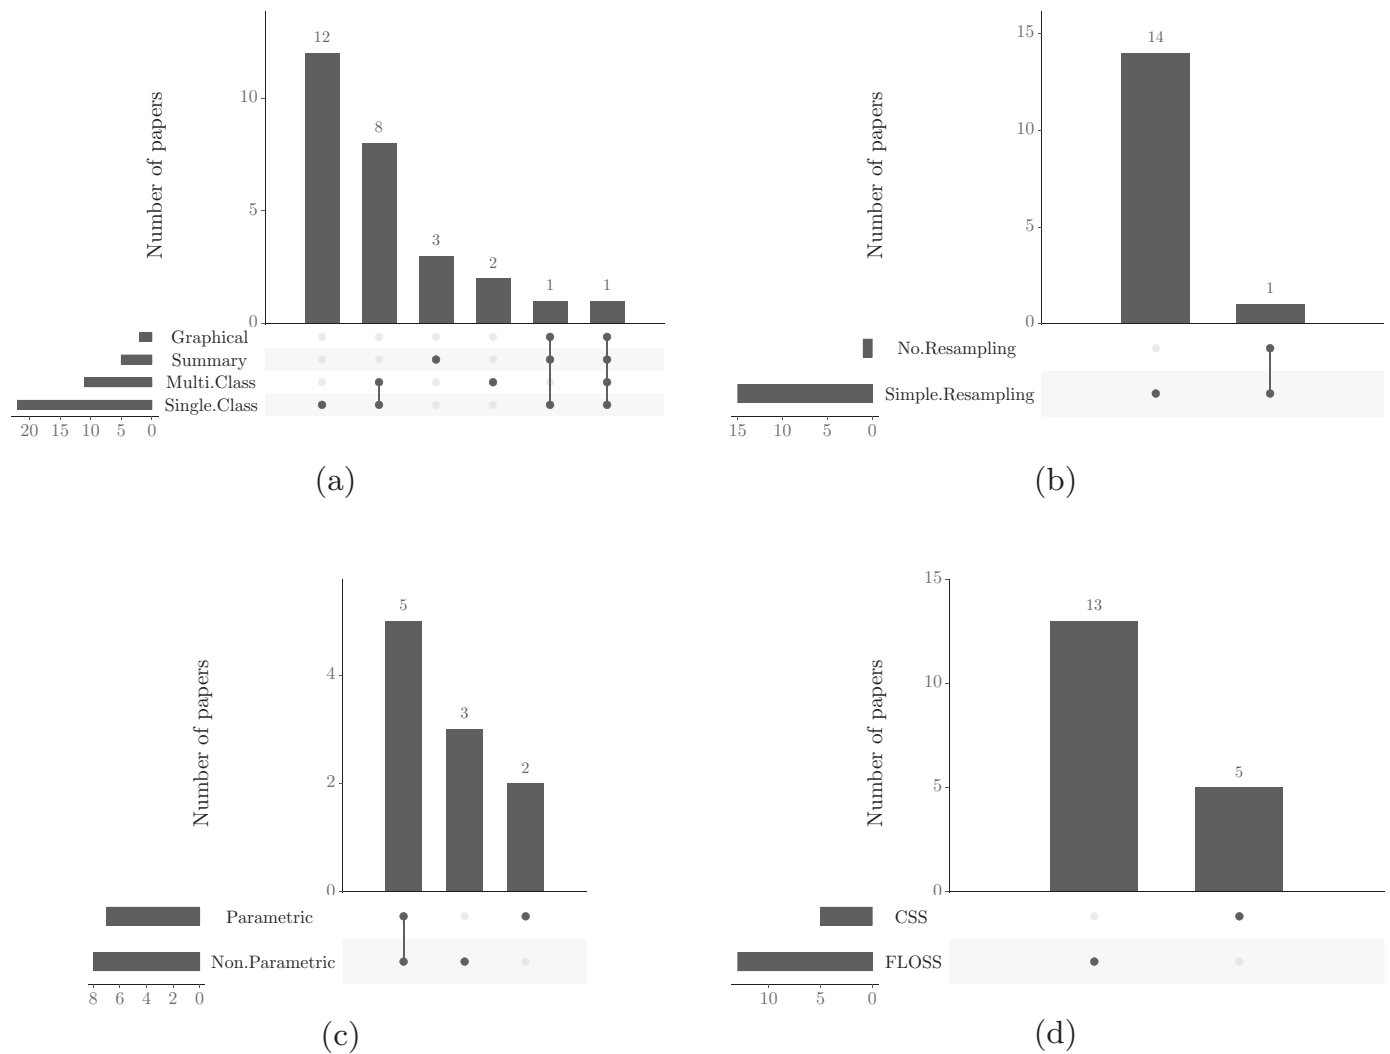 12
8
3
2
1
1
10
5
0
Number of papers
Graphical
Summary
Multi.Class
Single.Class
20 15 10 5 0
(a)
14
1
15
10
5
0
Number of papers
No.Resampling
Simple.Resampling
15 10 5 0
(b)
5
3
2
4
2
0
Number of papers
Parametric
Non.Parametric
8 6 4 2 0
(c)
13
5
15
10
5
0
Number of papers
CSS
FLOSS
10 5 0
(d)